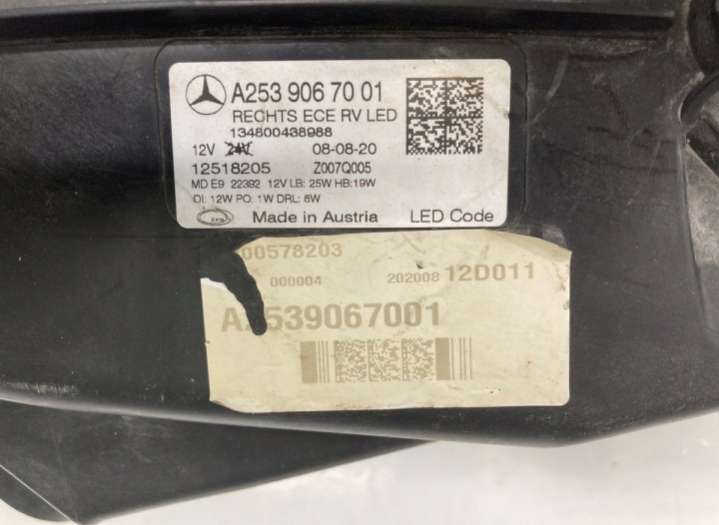 A253 906 70 01
RECHTS ECE RV LED
134800438988
12V 24V 08-08-20
12518205 Z007Q005
MD E9 22392 12V LB: 25W HB:19W
DI: 12W PO: 1W DRL: 6W
Made in Austria LED Code
00578203
000004 202008 12D011
A2539067001